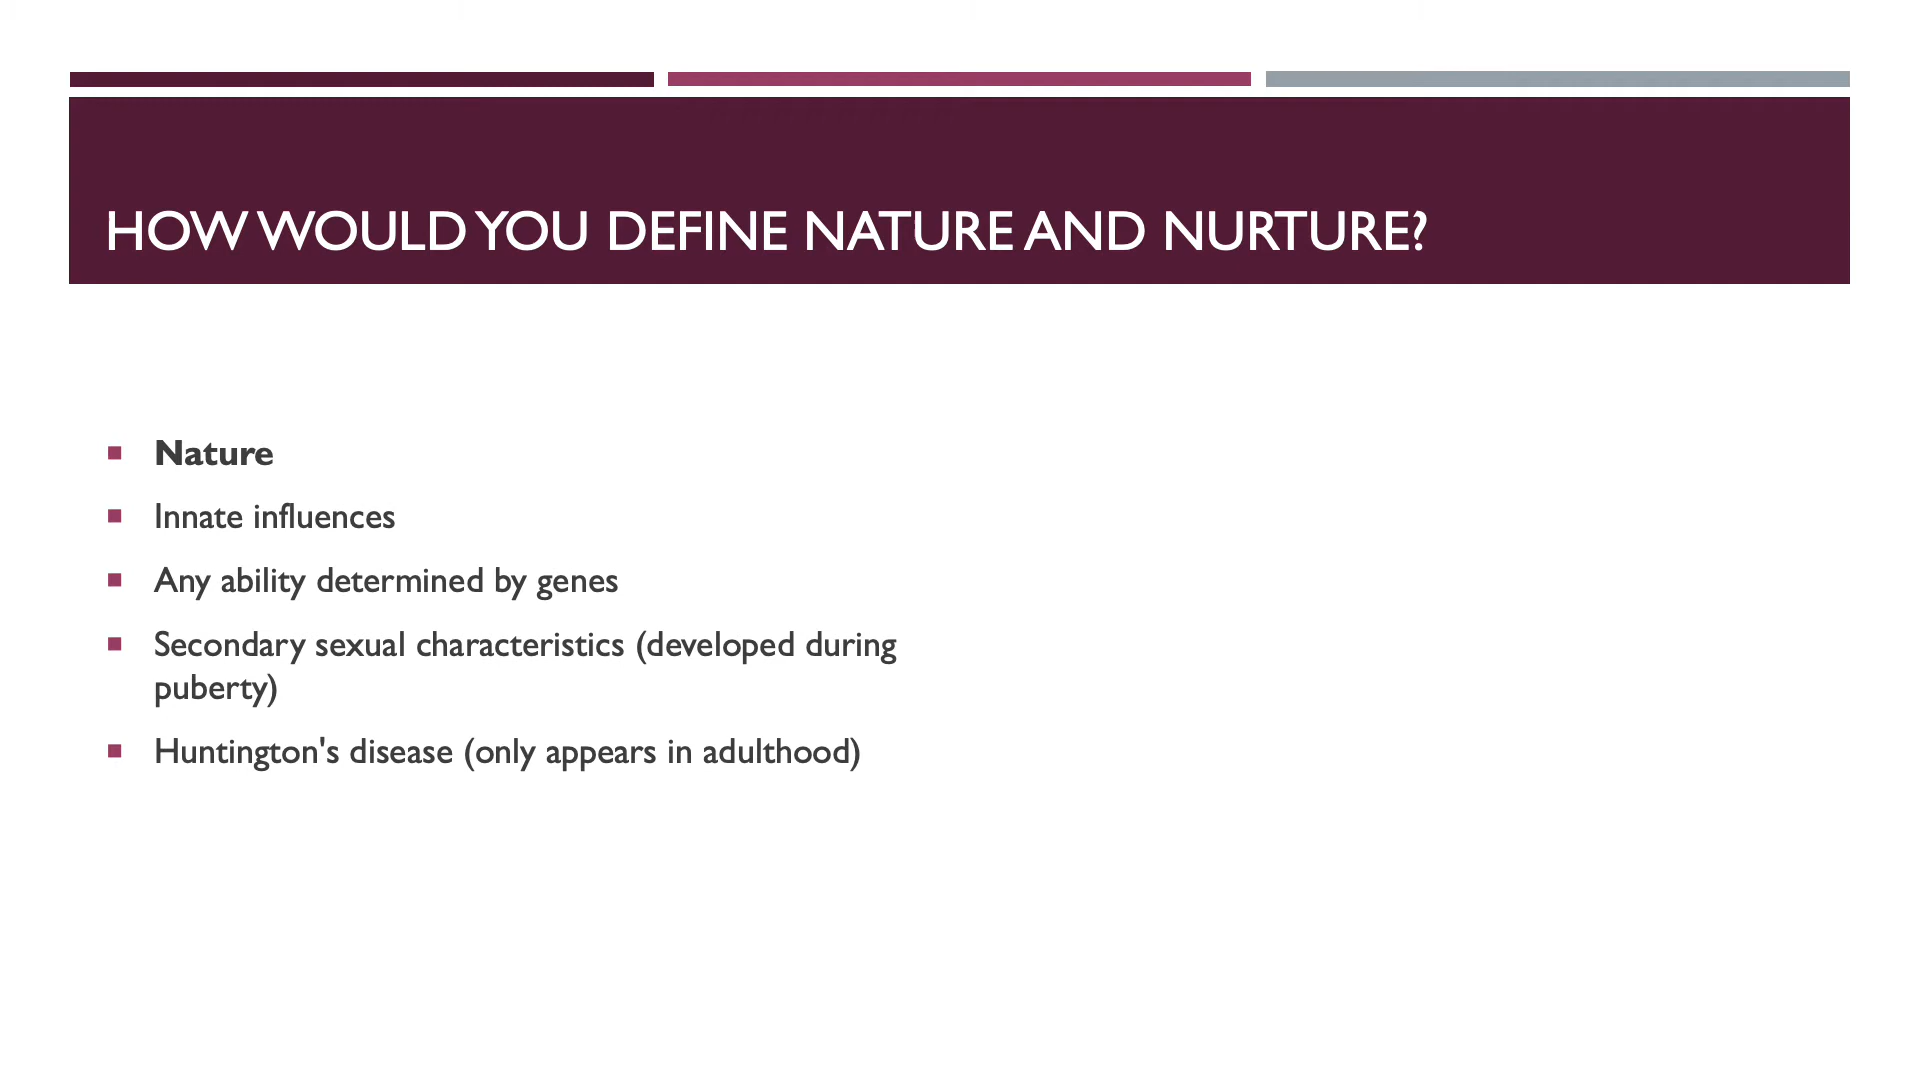 HOW WOULD YOU DEFINE NATURE AND NURTURE?
Nature
Innate influences
Any ability determined by genes
Secondary sexual characteristics (developed during
puberty)
Huntington's disease (only appears in adulthood)